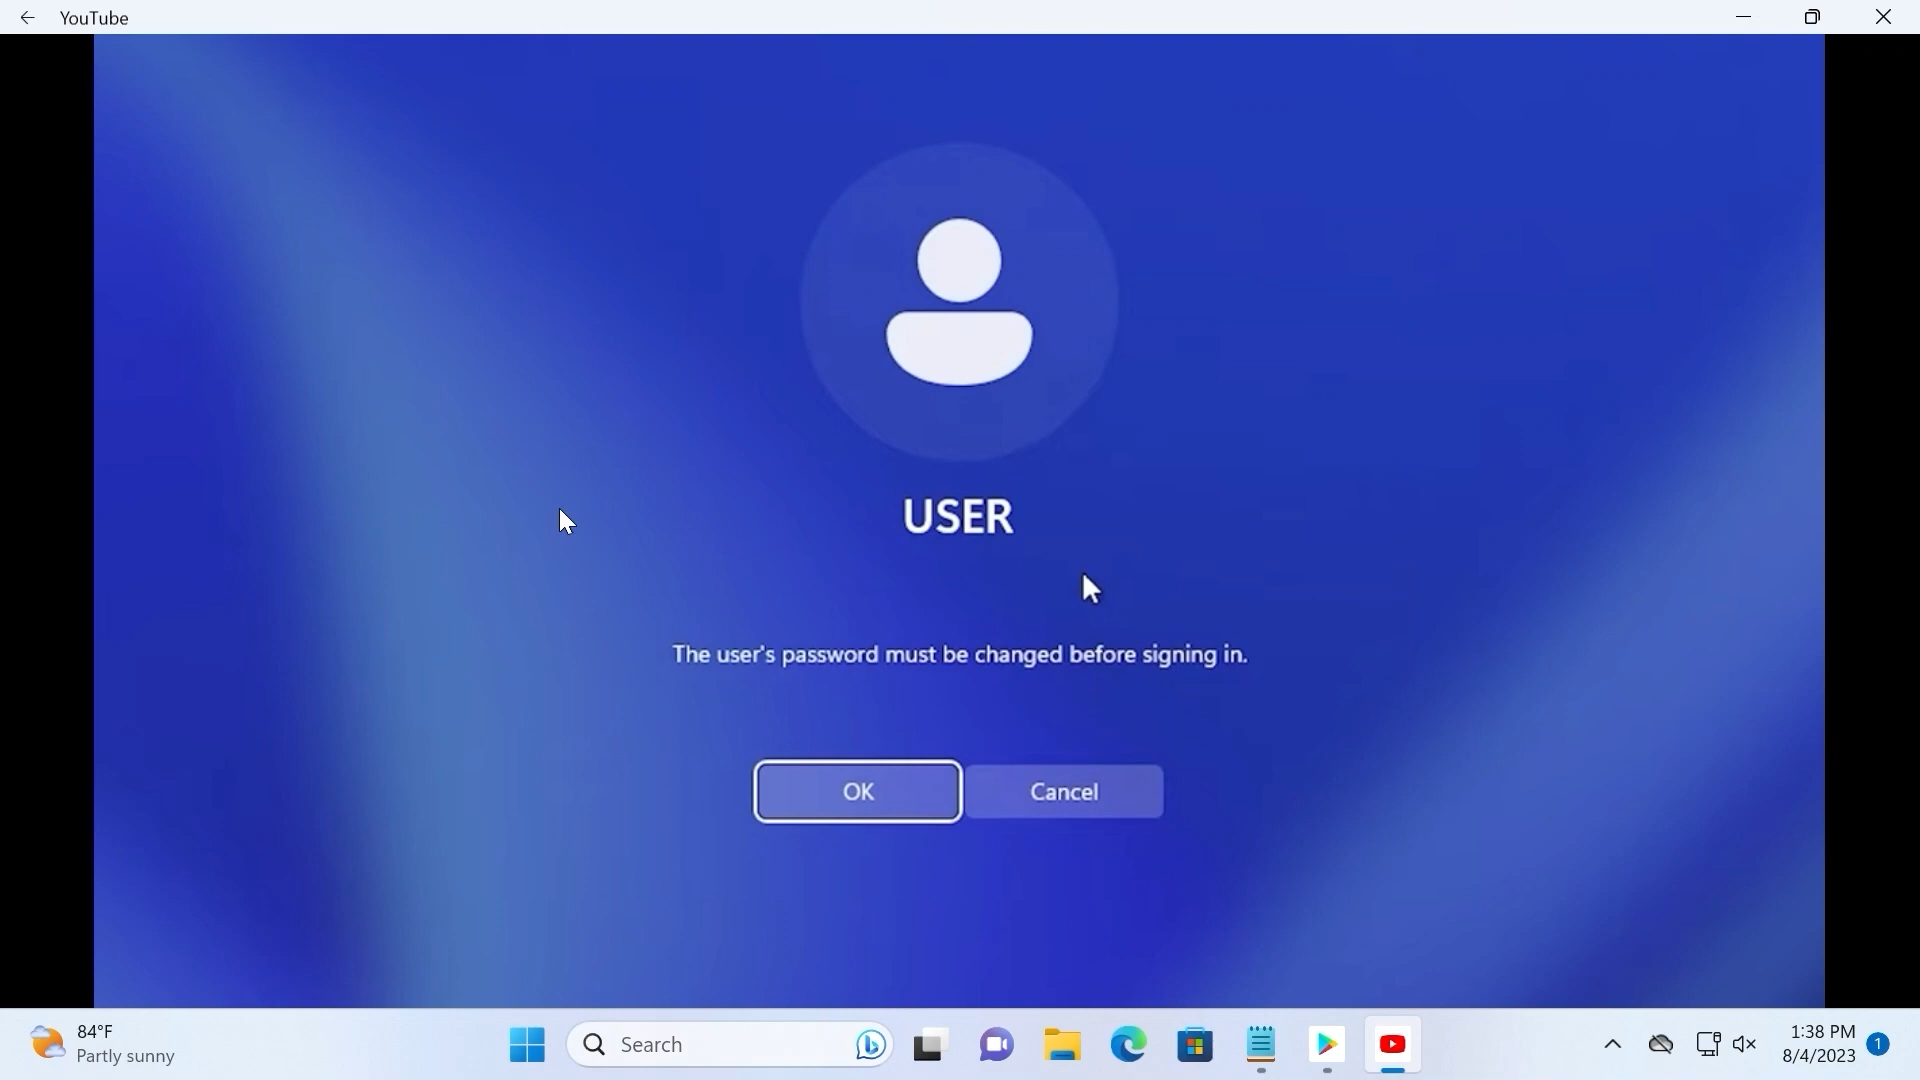 YouTube
USER
The user's password must be changed before signing in.
OK
Cancel
84°F
Partly sunny
Search
1:38 PM
8/4/2023
1